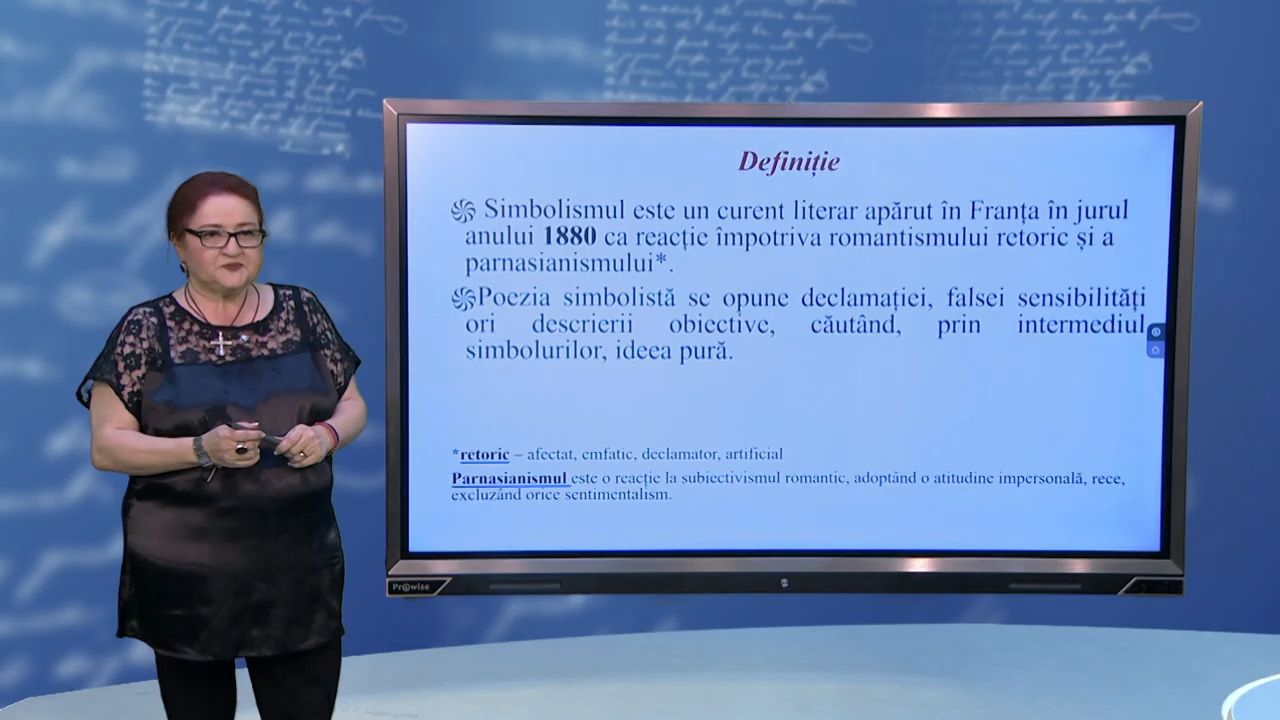 Definiție
Simbolismul este un curent literar apărut în Franța în jurul
anului 1880 ca reacție împotriva romantismului retoric și a
parnasianismului*.
Poezia simbolistă se opune declamației, falsei sensibilități
ori descrierii obiective, căutând, prin intermediul
simbolurilor, ideea pură.
*retoric – afectat, emfatic, declamator, artificial
Parnasianismul este o reacție la subiectivismul romantic, adoptând o atitudine impersonală, rece,
excluzând orice sentimentalism.
Prowise